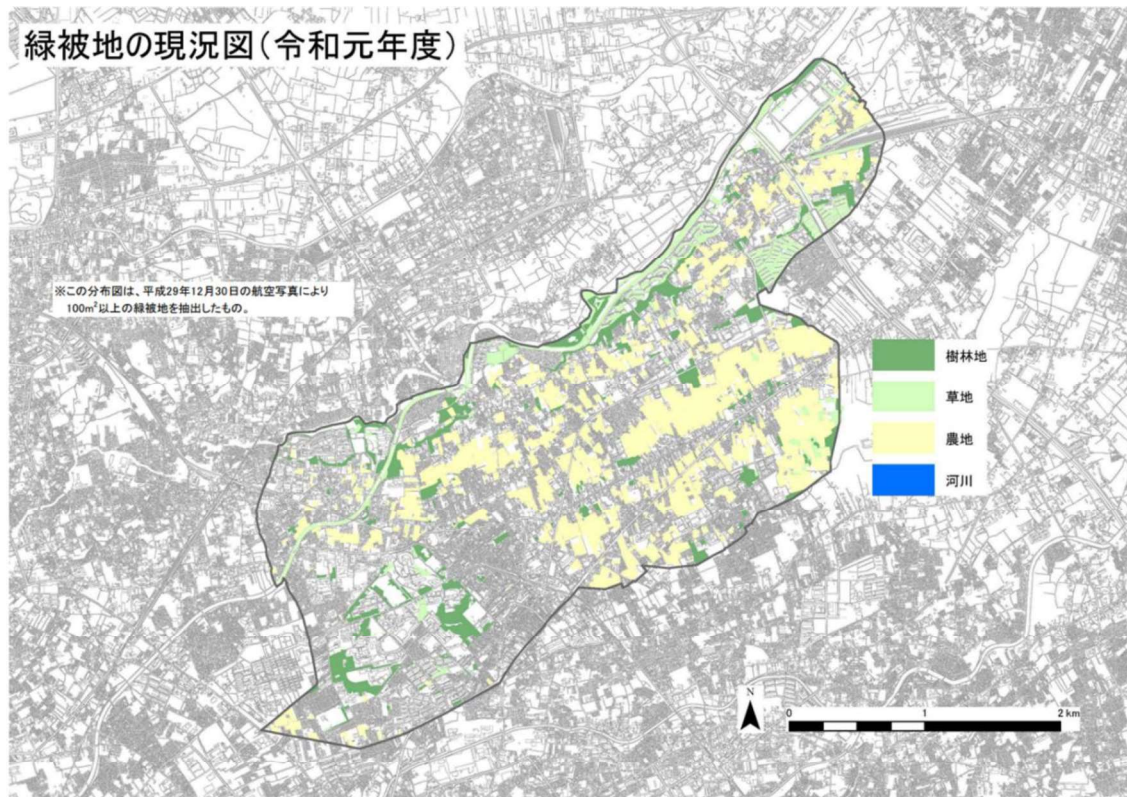 緑被地の現況図(令和元年度)
※この分布図は、平成29年12月30日の航空写真により
100m²以上の緑被地を抽出したもの。
樹林地
草地
農地
河川
N
0 1 2 km